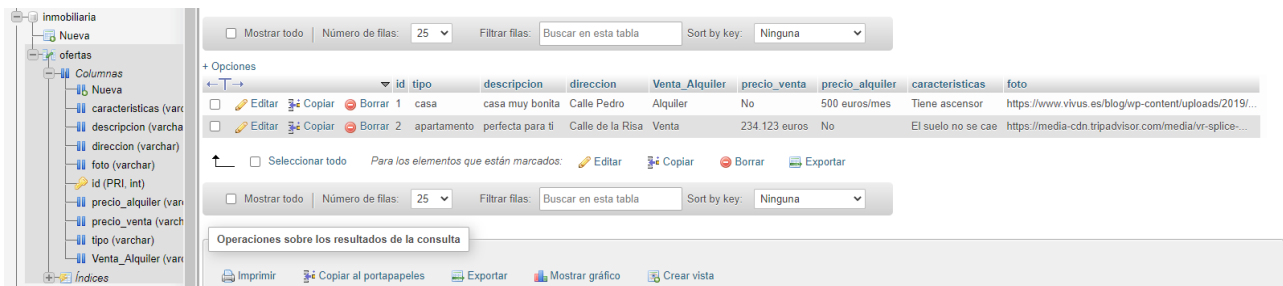 inmobiliaria
Nueva
ofertas
Columnas
Nueva
caracteristicas (varc
descripcion (varcha
direccion (varchar)
foto (varchar)
id (PRI, int)
precio_alquiler (varc
precio_venta (varch
tipo (varchar)
Venta_Alquiler (varc
Índices
Mostrar todo Número de filas: 25 Filtrar filas: Buscar en esta tabla Sort by key: Ninguna
+ Opciones
←T→ id tipo descripcion direccion Venta_Alquiler precio_venta precio_alquiler caracteristicas foto
Editar Copiar Borrar 1 casa casa muy bonita Calle Pedro Alquiler No 500 euros/mes Tiene ascensor https://www.vivus.es/blog/wp-content/uploads/2019/...
Editar Copiar Borrar 2 apartamento perfecta para ti Calle de la Risa Venta 234.123 euros No El suelo no se cae https://media-cdn.tripadvisor.com/media/vr-splice-...
Seleccionar todo Para los elementos que están marcados: Editar Copiar Borrar Exportar
Mostrar todo Número de filas: 25 Filtrar filas: Buscar en esta tabla Sort by key: Ninguna
Operaciones sobre los resultados de la consulta
Imprimir Copiar al portapapeles Exportar Mostrar gráfico Crear vista